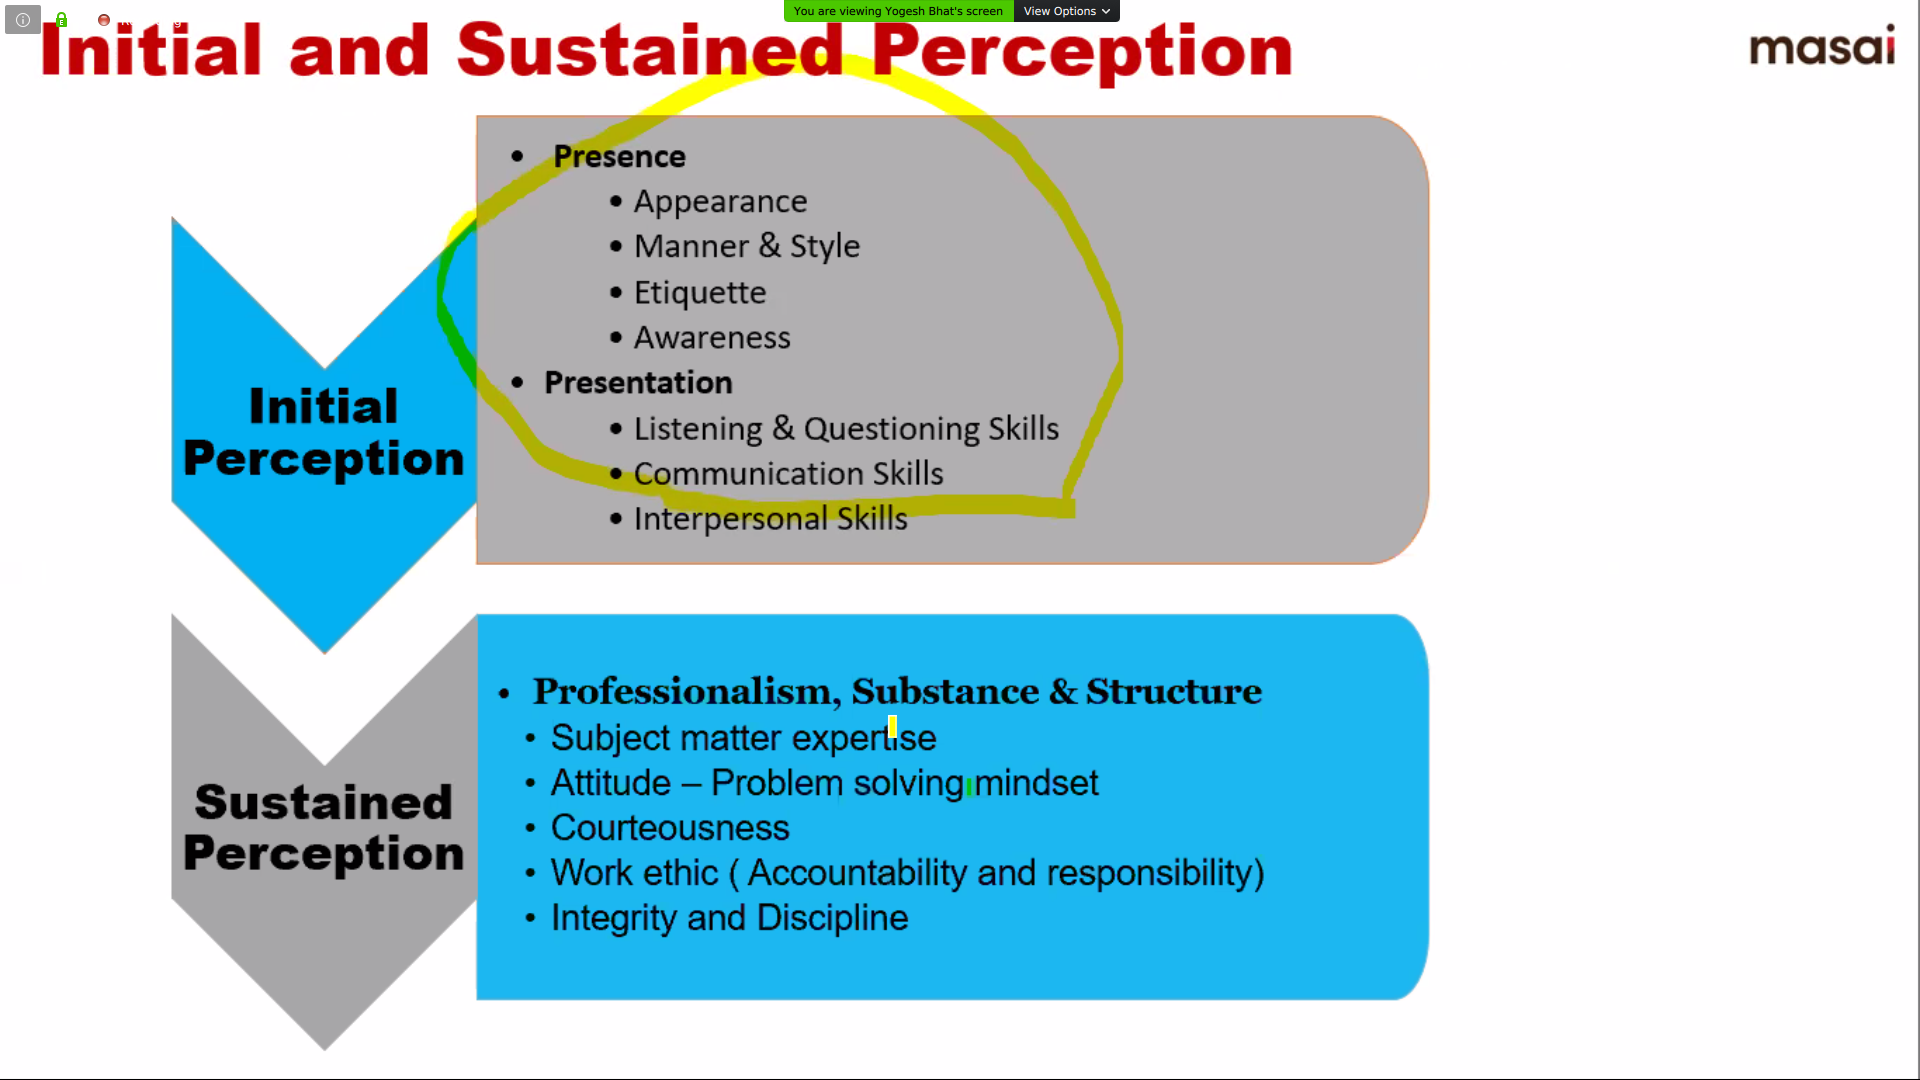 You are viewing Yogesh Bhat's screen View Options
Initial and Sustained Perception
masai
• Presence
• Appearance
• Manner & Style
• Etiquette
• Awareness
• Presentation
• Listening & Questioning Skills
• Communication Skills
• Interpersonal Skills
Initial
Perception
• Professionalism, Substance & Structure
• Subject matter expertise
• Attitude – Problem solving mindset
• Courteousness
• Work ethic ( Accountability and responsibility)
• Integrity and Discipline
Sustained
Perception